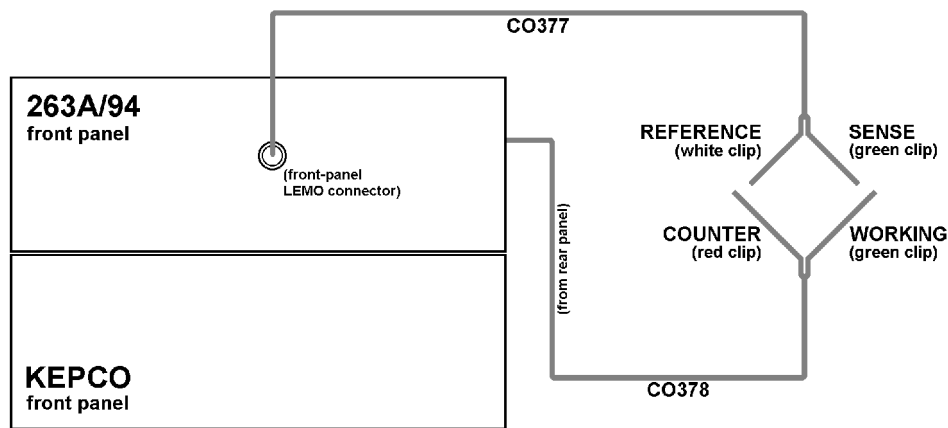 CO377
263A/94
front panel
(front-panel
LEMO connector)
REFERENCE
(white clip)
SENSE
(green clip)
COUNTER
(red clip)
WORKING
(green clip)
(from rear panel)
KEPCO
front panel
CO378